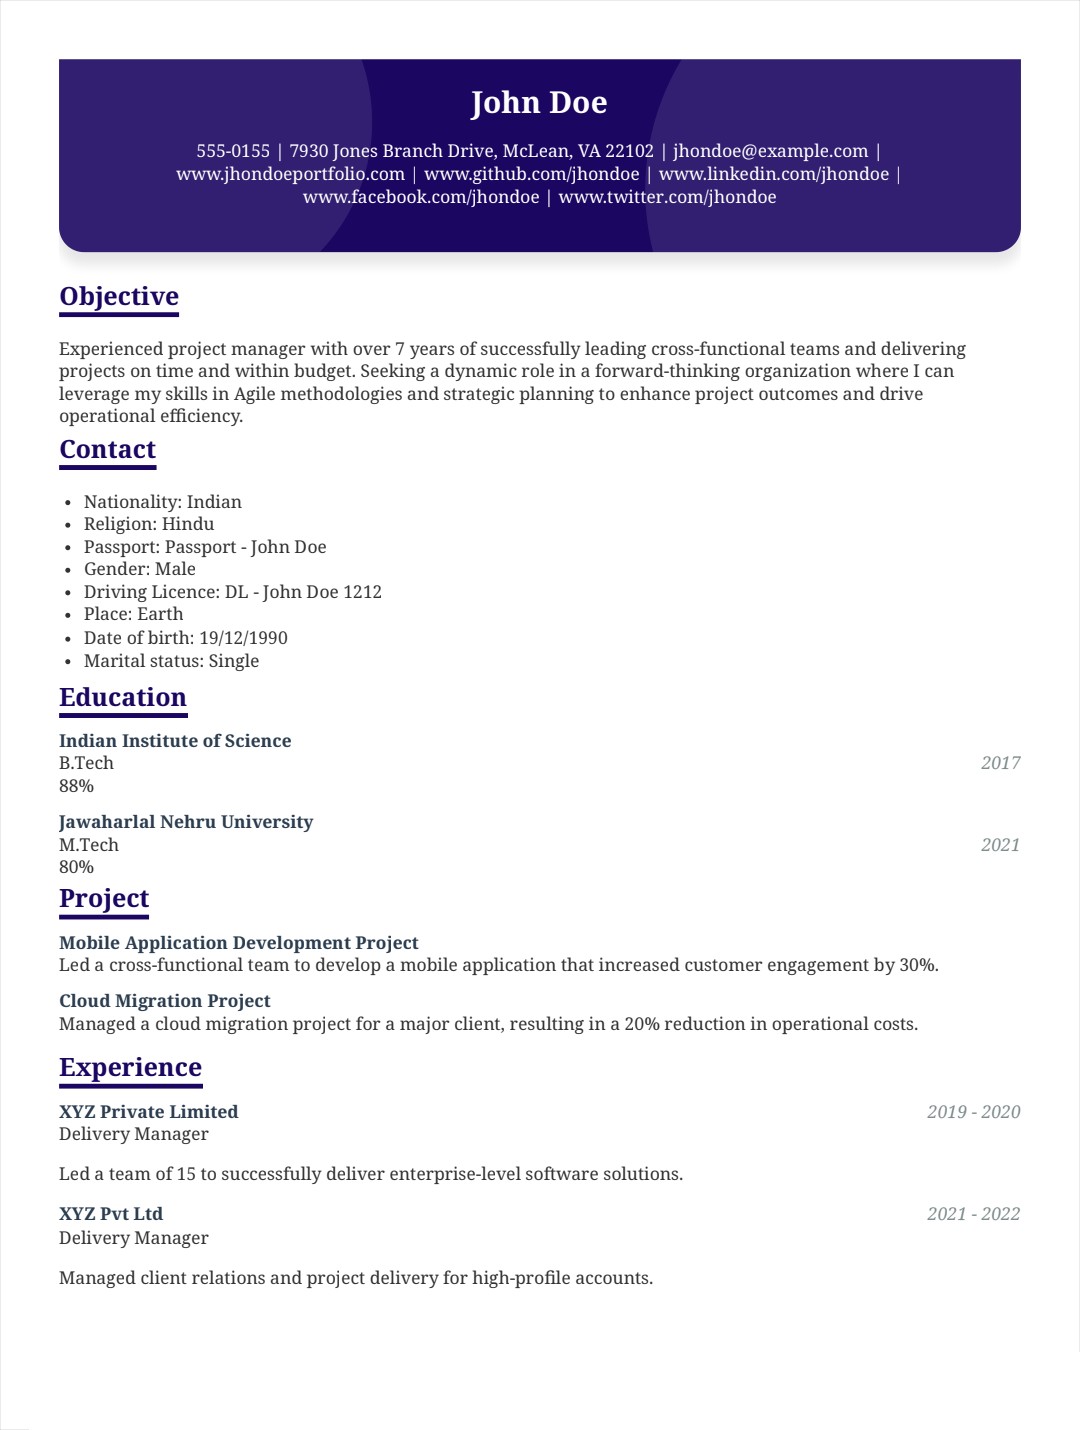 John Doe
555-0155 | 7930 Jones Branch Drive, McLean, VA 22102 | jhondoe@example.com |
www.jhondoeportfolio.com | www.github.com/jhondoe | www.linkedin.com/jhondoe |
www.facebook.com/jhondoe | www.twitter.com/jhondoe
Objective
Experienced project manager with over 7 years of successfully leading cross-functional teams and delivering
projects on time and within budget. Seeking a dynamic role in a forward-thinking organization where I can
leverage my skills in Agile methodologies and strategic planning to enhance project outcomes and drive
operational efficiency.
Contact
• Nationality: Indian
• Religion: Hindu
• Passport: Passport - John Doe
• Gender: Male
• Driving Licence: DL - John Doe 1212
• Place: Earth
• Date of birth: 19/12/1990
• Marital status: Single
Education
Indian Institute of Science
B.Tech 2017
88%
Jawaharlal Nehru University
M.Tech 2021
80%
Project
Mobile Application Development Project
Led a cross-functional team to develop a mobile application that increased customer engagement by 30%.
Cloud Migration Project
Managed a cloud migration project for a major client, resulting in a 20% reduction in operational costs.
Experience
XYZ Private Limited 2019 - 2020
Delivery Manager
Led a team of 15 to successfully deliver enterprise-level software solutions.
XYZ Pvt Ltd 2021 - 2022
Delivery Manager
Managed client relations and project delivery for high-profile accounts.